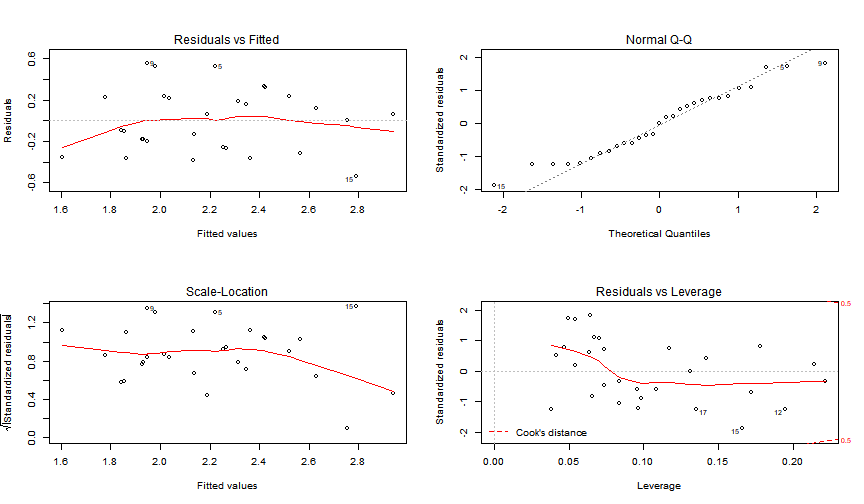 Residuals vs Fitted
Residuals
0.6
0.2
-0.2
-0.6
9
5
15
1.6 1.8 2.0 2.2 2.4 2.6 2.8
Fitted values
Normal Q-Q
Standardized residuals
2
1
0
-1
-2
5
9
15
-2 -1 0 1 2
Theoretical Quantiles
Scale-Location
√|Standardized residuals|
1.2
0.8
0.4
0.0
9
5
15
1.6 1.8 2.0 2.2 2.4 2.6 2.8
Fitted values
Residuals vs Leverage
Standardized residuals
2
1
0
-1
-2
0.5
17
12
15
Cook's distance
0.5
0.00 0.05 0.10 0.15 0.20
Leverage